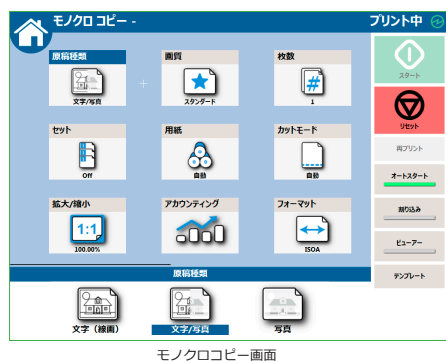 モノクロ コピー -
プリント中
原稿種類
文字/写真
画質
スタンダード
枚数
#
1
スタート
リセット
セット
Off
用紙
自動
カットモード
自動
再プリント
オートスタート
拡大/縮小
1:1
100.00%
アカウンティング
フォーマット
ISOA
割り込み
ビューアー
テンプレート
原稿種類
文字（線画）
文字/写真
写真
モノクロコピー画面